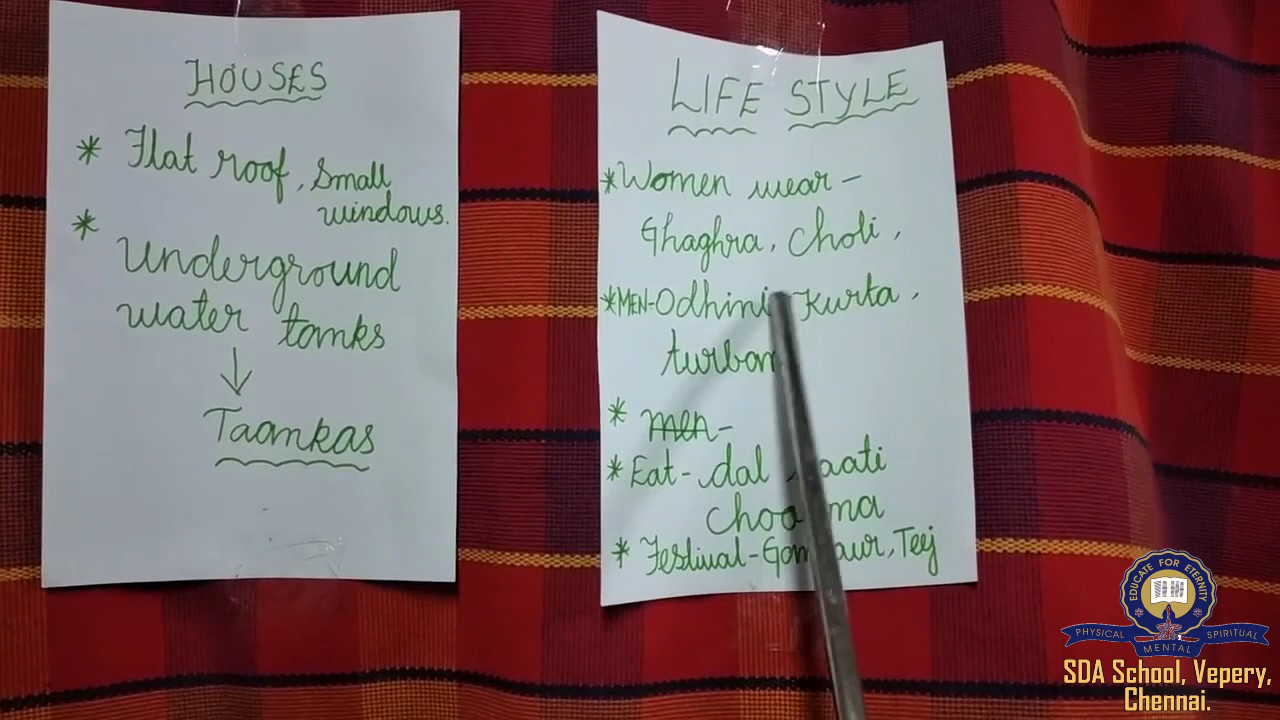 HOUSES
* Flat roof, Small
windows.
*
Underground
water tanks
↓
Taankas
LIFE STYLE
*Women wear -
Ghaghra, Choli,
*MEN-Odhini Kurta,
turban
* men-
*Eat- dal
* Festival- Teej
EDUCATE FOR ETERNITY
PHYSICAL MENTAL SPIRITUAL
SDA School, Vepery,
Chennai.